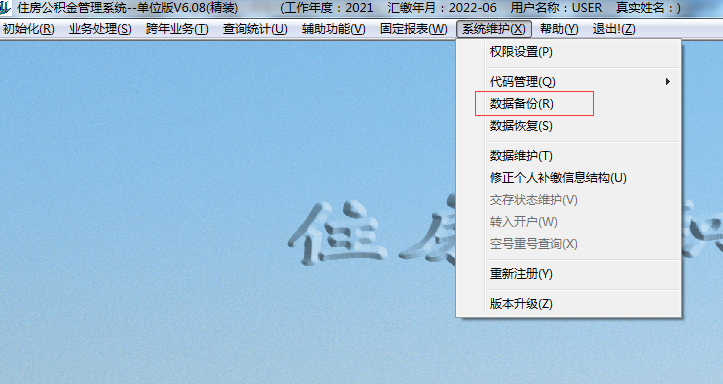 住房公积金管理系统--单位版V6.08(精装) (工作年度：2021 汇缴年月：2022-06 用户名称：USER 真实姓名：)
初始化(R) 业务处理(S) 跨年业务(T) 查询统计(U) 辅助功能(V) 固定报表(W) 系统维护(X) 帮助(Y) 退出!(Z)
权限设置(P)
代码管理(Q)
数据备份(R)
数据恢复(S)
数据维护(T)
修正个人补缴信息结构(U)
交存状态维护(V)
转入开户(W)
空号重号查询(X)
重新注册(Y)
版本升级(Z)
住